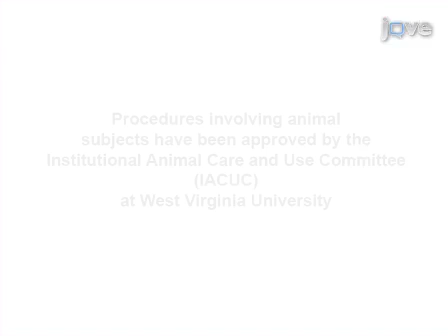 jove
Procedures involving animal
subjects have been approved by the
Institutional Animal Care and Use Committee
(IACUC)
at West Virginia University